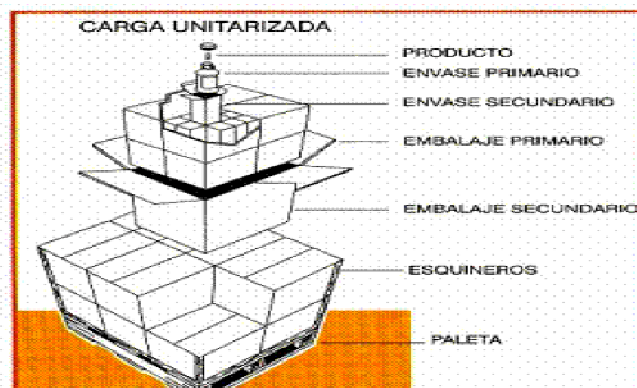 CARGA UNITARIZADA
PRODUCTO
ENVASE PRIMARIO
ENVASE SECUNDARIO
EMBALAJE PRIMARIO
EMBALAJE SECUNDARIO
ESQUINEROS
PALETA